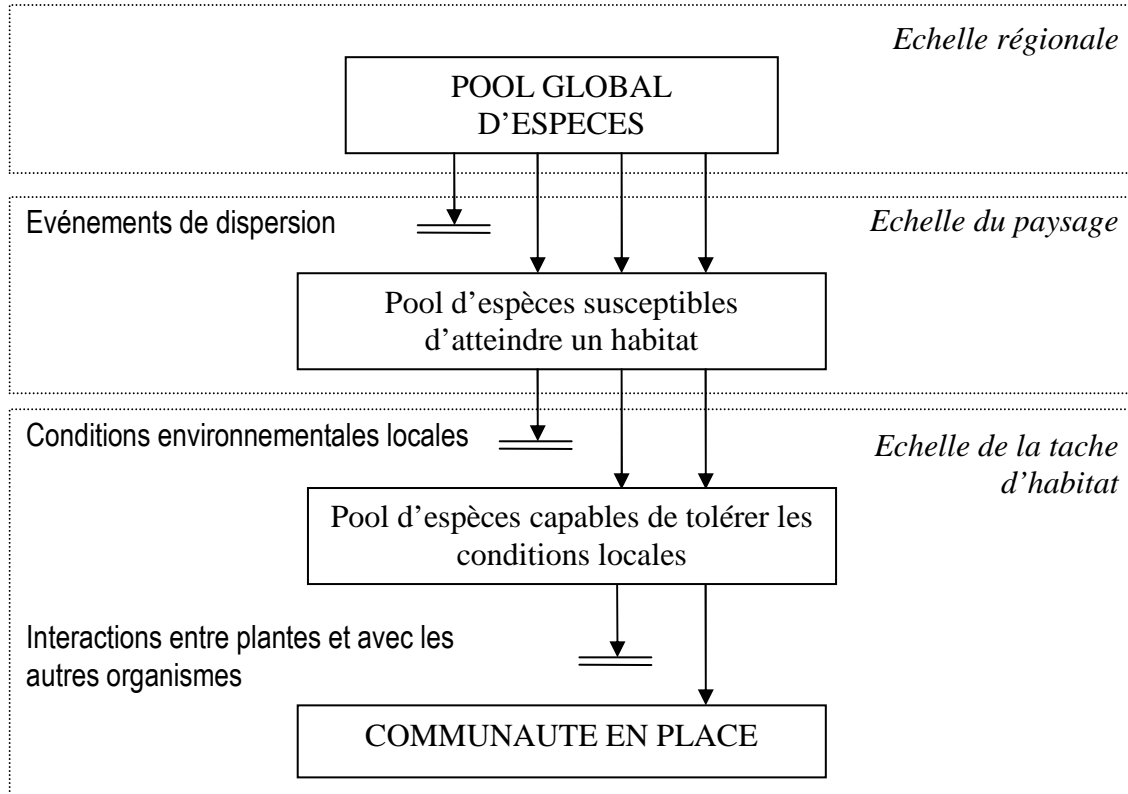 Echelle régionale
POOL GLOBAL
D’ESPECES
Evénements de dispersion
Echelle du paysage
Pool d’espèces susceptibles
d’atteindre un habitat
Conditions environnementales locales
Echelle de la tache
d’habitat
Pool d’espèces capables de tolérer les
conditions locales
Interactions entre plantes et avec les
autres organismes
COMMUNAUTE EN PLACE